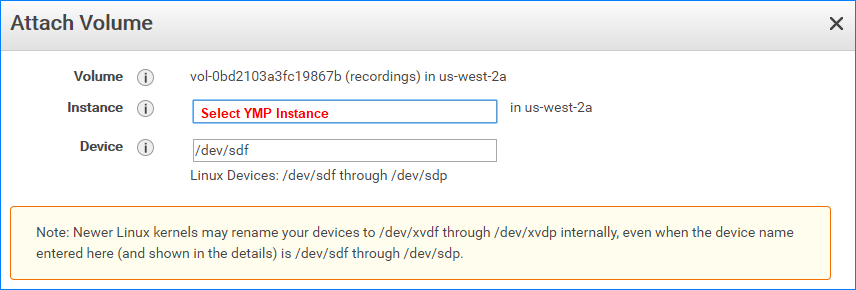 Attach Volume
Volume i vol-0bd2103a3fc19867b (recordings) in us-west-2a
Instance i Select YMP Instance in us-west-2a
Device i /dev/sdf
Linux Devices: /dev/sdf through /dev/sdp
Note: Newer Linux kernels may rename your devices to /dev/xvdf through /dev/xvdp internally, even when the device name
entered here (and shown in the details) is /dev/sdf through /dev/sdp.